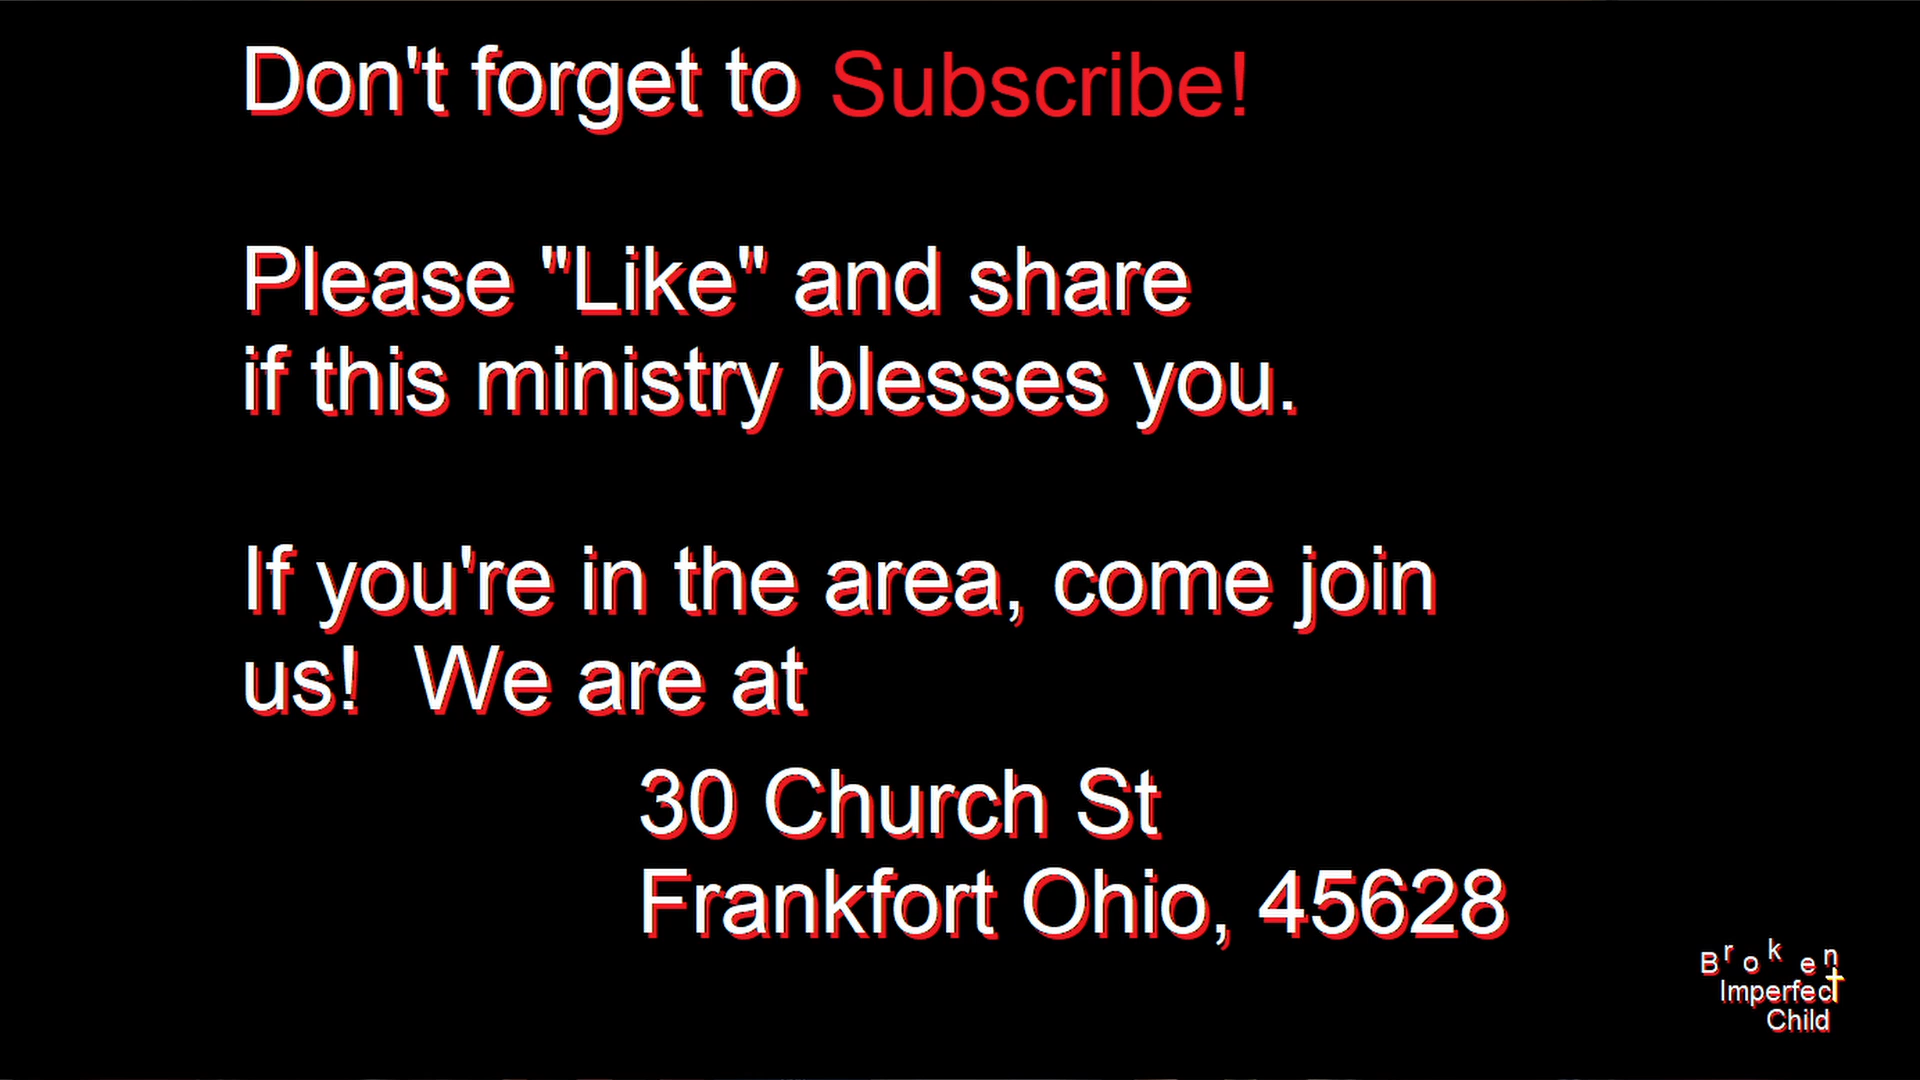 Don't forget to Subscribe!
Please "Like" and share
if this ministry blesses you.
If you're in the area, come join
us!  We are at
30 Church St
Frankfort Ohio, 45628
Broken
Imperfect
Child